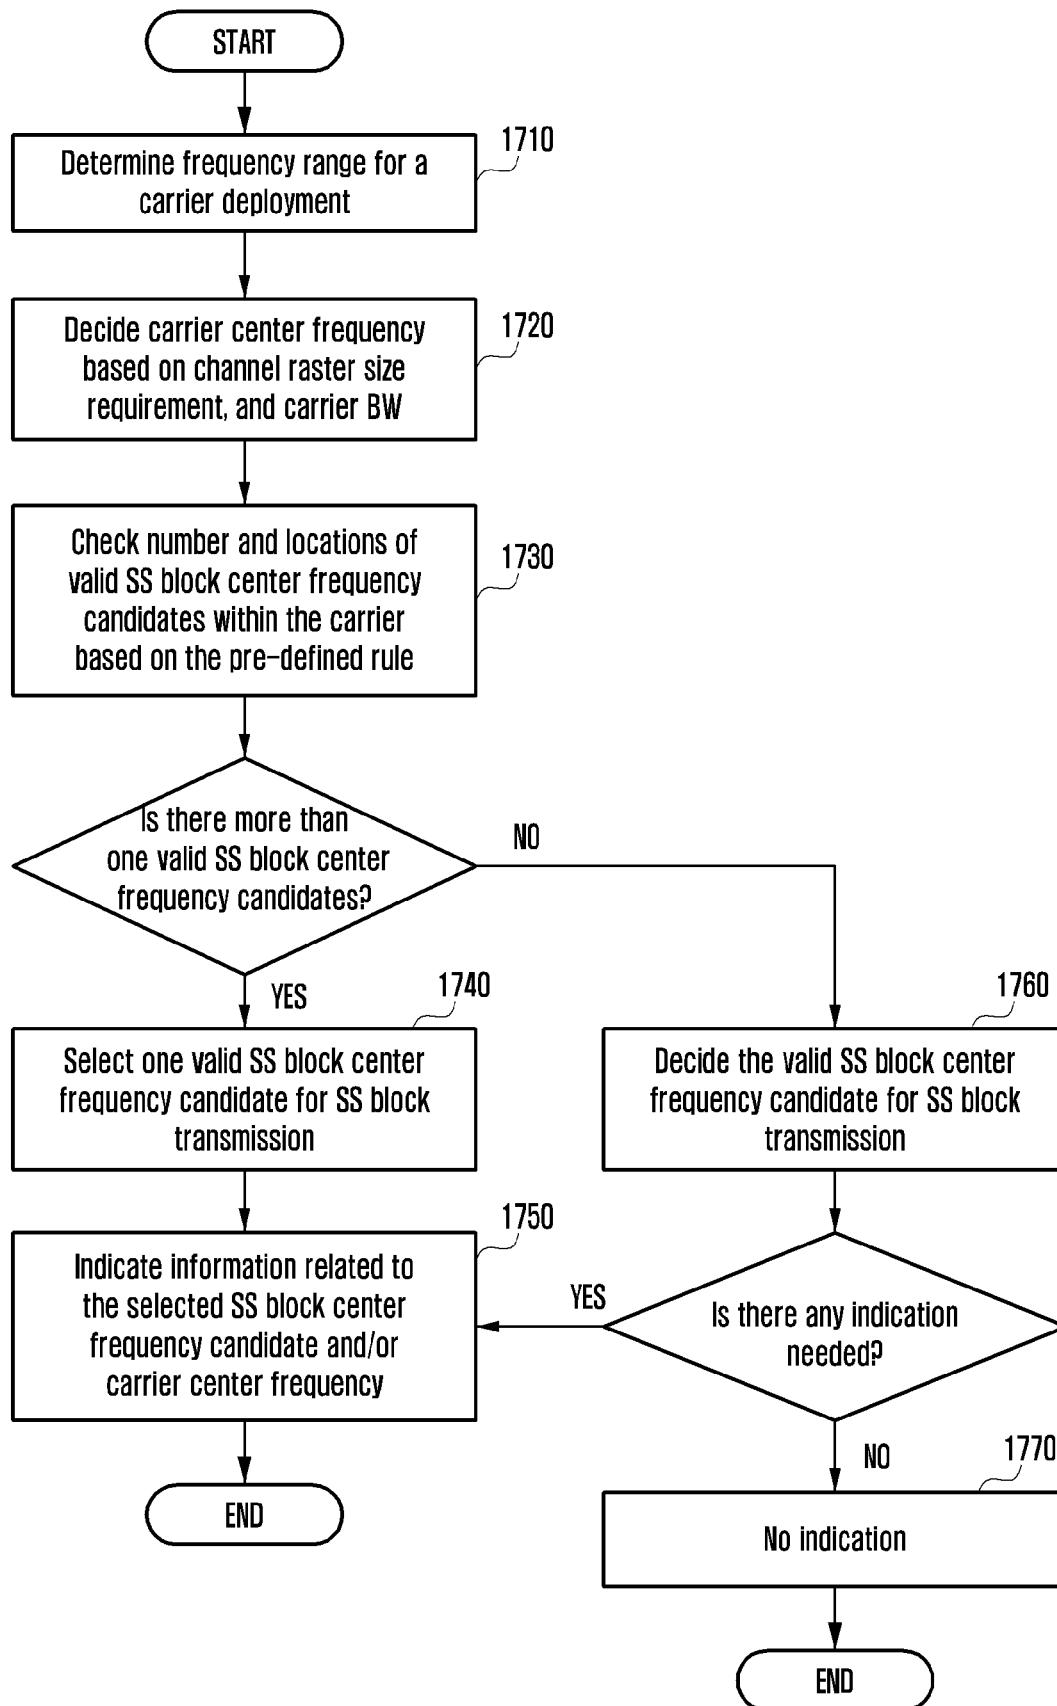 START
1710
Determine frequency range for a
carrier deployment
1720
Decide carrier center frequency
based on channel raster size
requirement, and carrier BW
1730
Check number and locations of
valid SS block center frequency
candidates within the carrier
based on the pre-defined rule
Is there more than
one valid SS block center
frequency candidates?
NO
YES
1740
Select one valid SS block center
frequency candidate for SS block
transmission
1760
Decide the valid SS block center
frequency candidate for SS block
transmission
1750
Indicate information related to
the selected SS block center
frequency candidate and/or
carrier center frequency
YES
Is there any indication
needed?
NO
1770
No indication
END
END